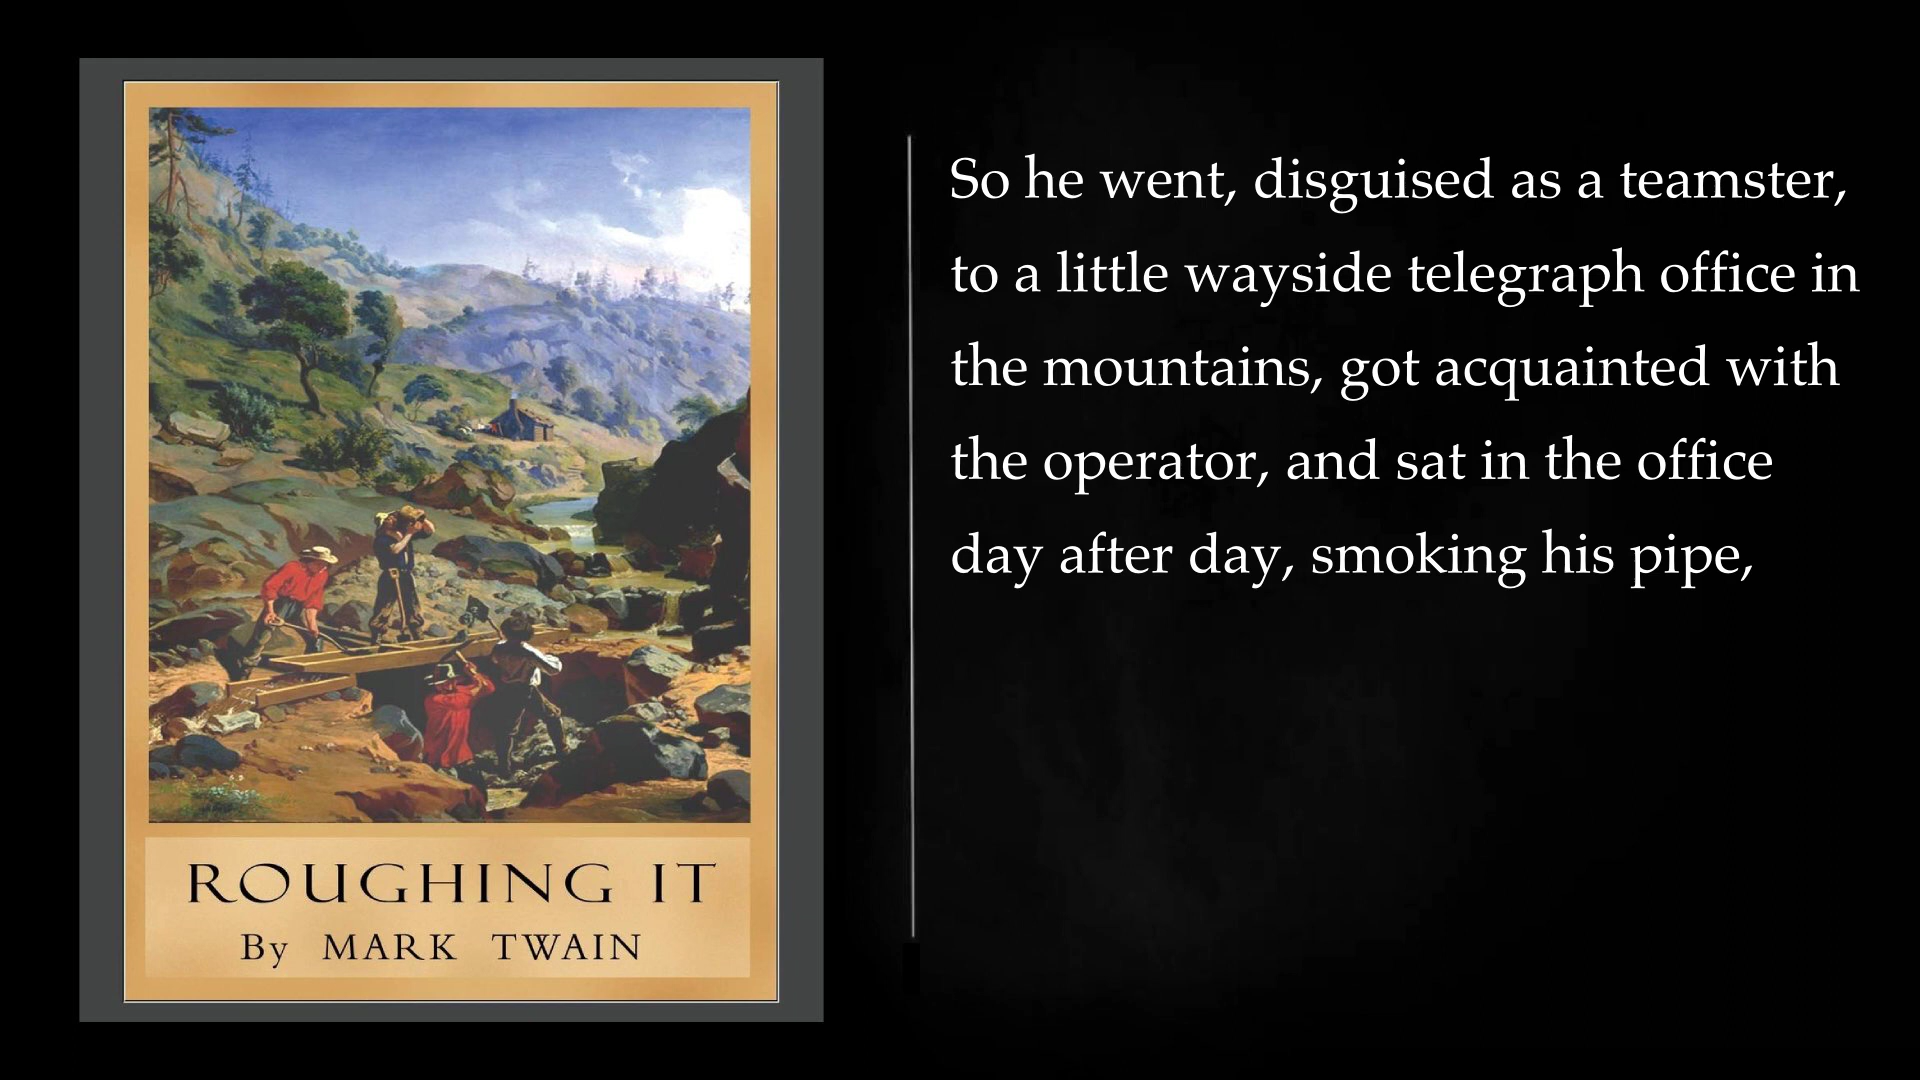 ROUGHING IT
By MARK TWAIN
So he went, disguised as a teamster,
to a little wayside telegraph office in
the mountains, got acquainted with
the operator, and sat in the office
day after day, smoking his pipe,